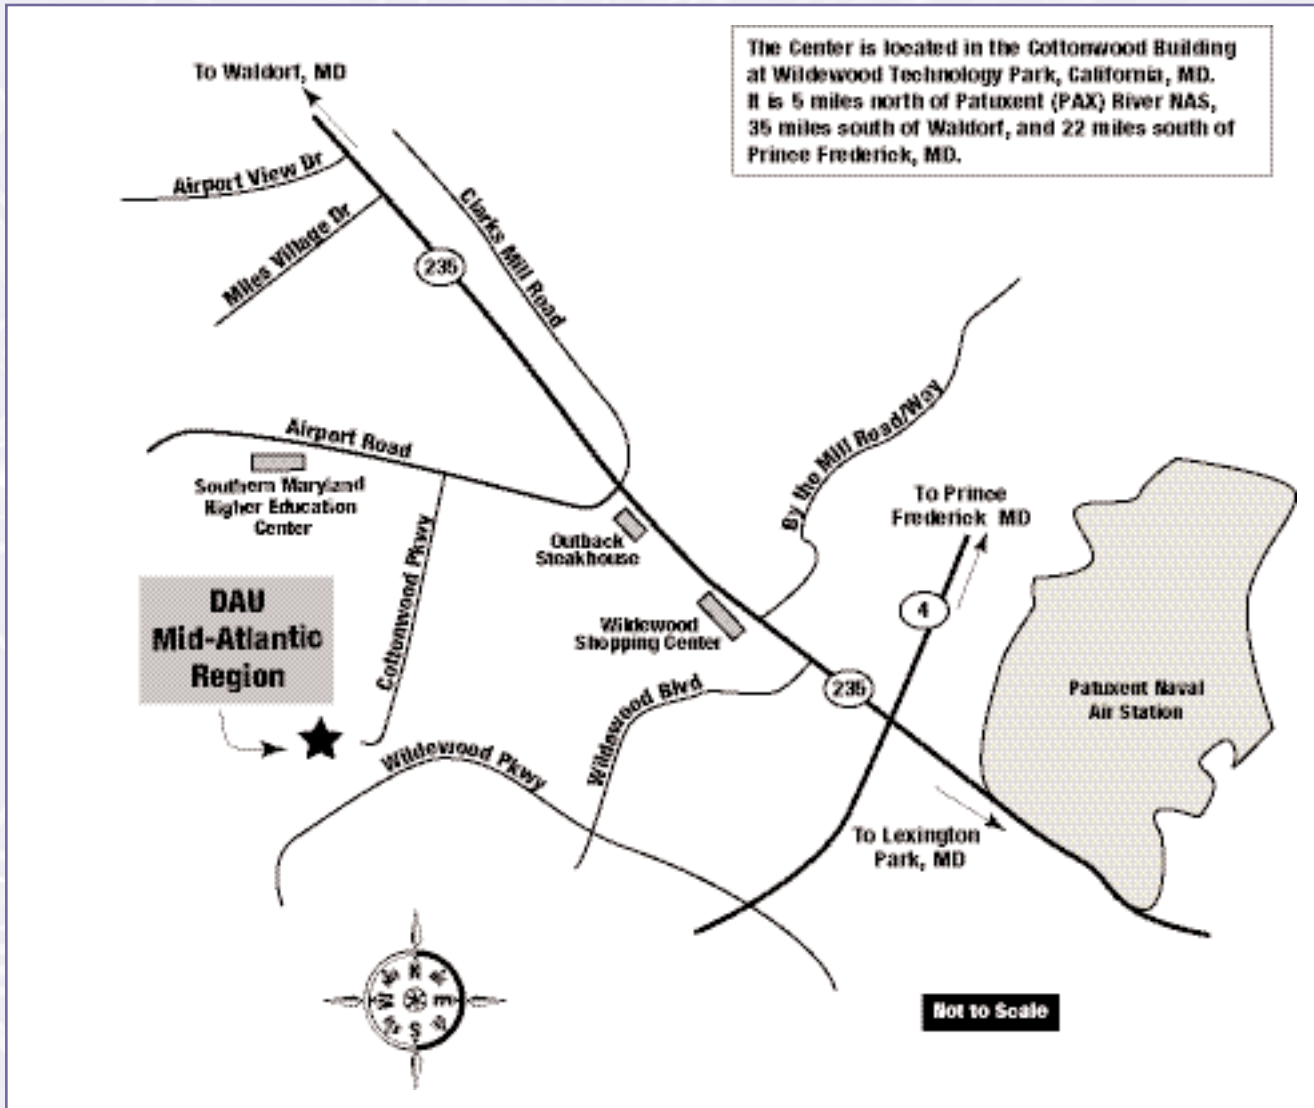 The Center is located in the Cottonwood Building
at Wildewood Technology Park, California, MD.
It is 5 miles north of Patuxent (PAX) River NAS,
35 miles south of Waldorf, and 22 miles south of
Prince Frederick, MD.
To Waldorf, MD
Airport View Dr
Miles Village Dr
235
Clarks Mill Road
Airport Road
Southern Maryland
Higher Education
Center
Outback
Steakhouse
By the Mill Road/Way
To Prince
Frederick MD
4
Cottonwood Pkwy
DAU
Mid-Atlantic
Region
Wildewood
Shopping Center
Wildewood Blvd
235
Patuxent Naval
Air Station
Wildewood Pkwy
To Lexington
Park, MD
N
W
E
S
Not to Scale